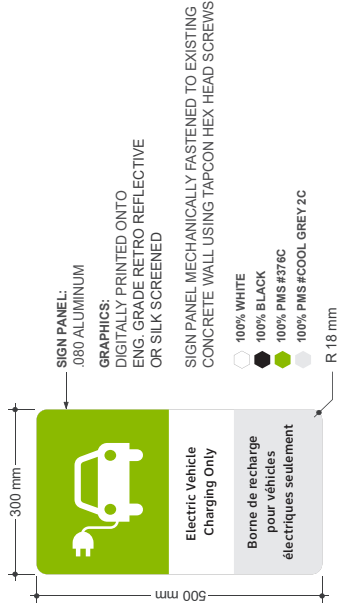 300 mm
500 mm
SIGN PANEL:
.080 ALUMINUM
GRAPHICS:
DIGITALLY PRINTED ONTO
ENG. GRADE RETRO REFLECTIVE
OR SILK SCREENED
SIGN PANEL MECHANICALLY FASTENED TO EXISTING
CONCRETE WALL USING TAPCON HEX HEAD SCREWS
100% WHITE
100% BLACK
100% PMS #376C
100% PMS #COOL GREY 2C
R 18 mm
Electric Vehicle
Charging Only
Borne de recharge
pour véhicles
électriques seulement